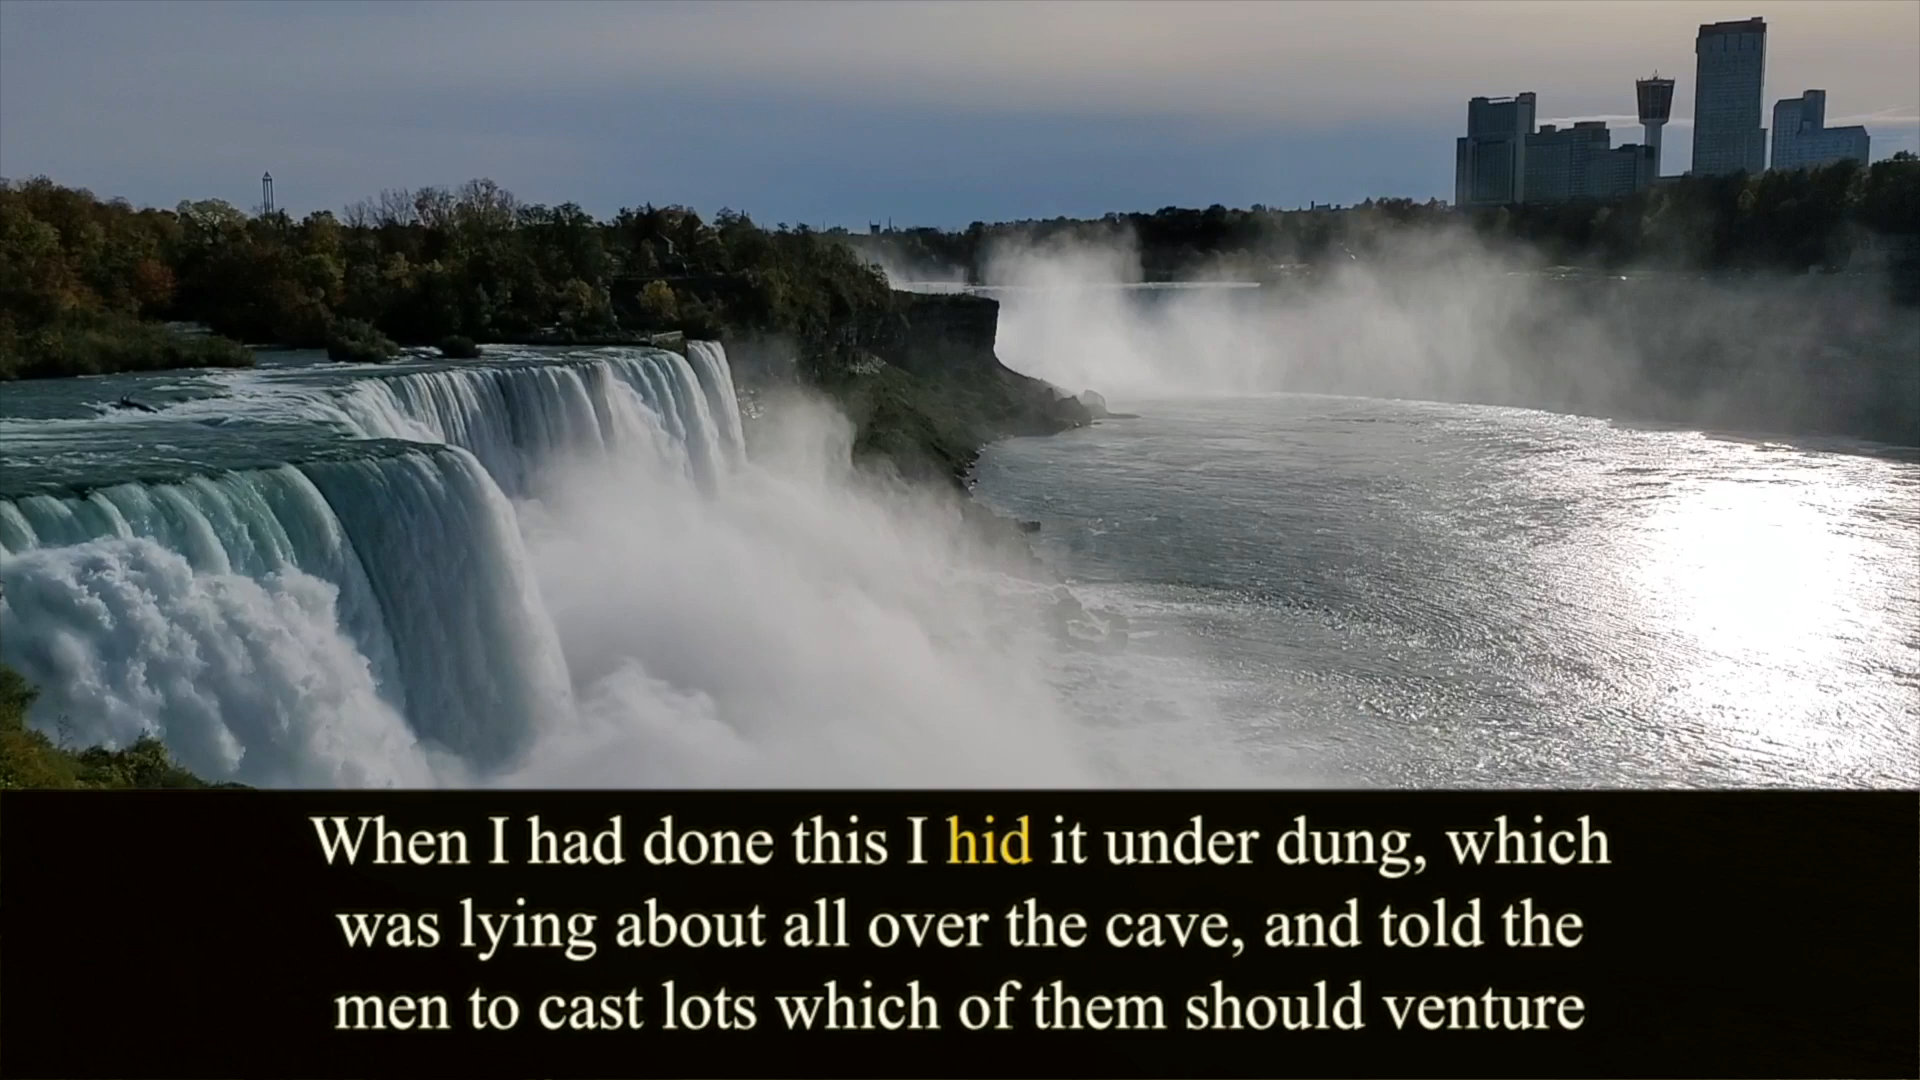 When I had done this I hid it under dung, which
was lying about all over the cave, and told the
men to cast lots which of them should venture